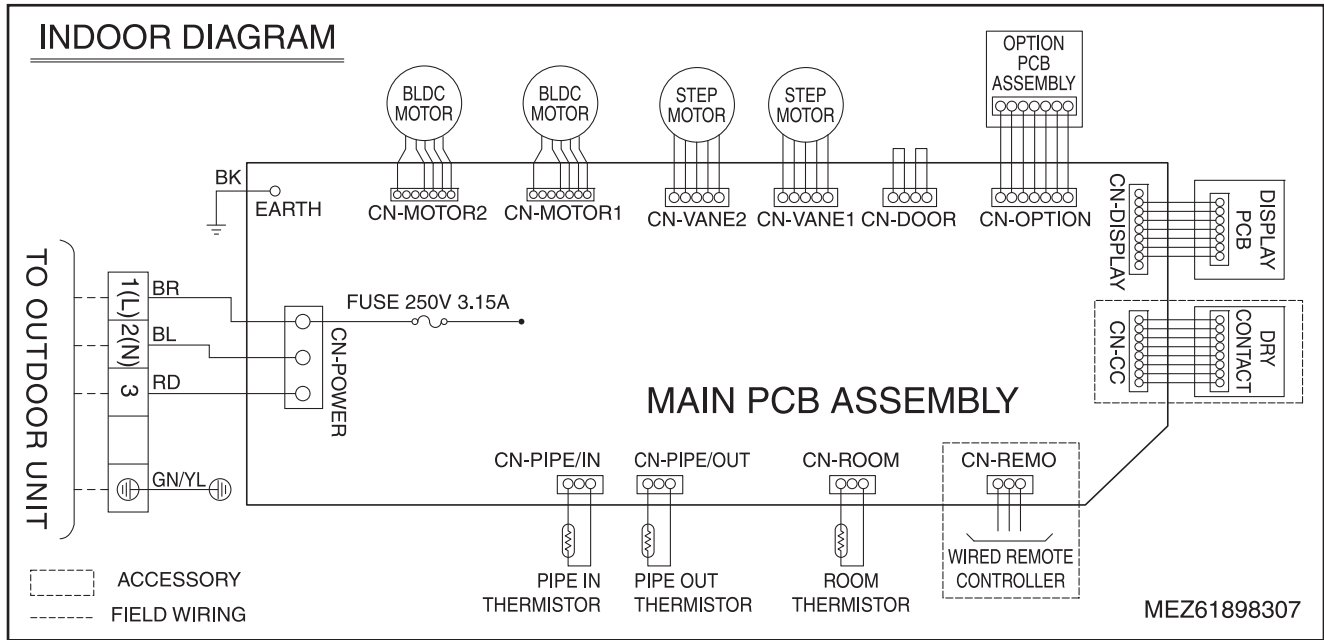 INDOOR DIAGRAM
BLDC
MOTOR
BLDC
MOTOR
STEP
MOTOR
STEP
MOTOR
OPTION
PCB
ASSEMBLY
BK
EARTH
CN-MOTOR2
CN-MOTOR1
CN-VANE2
CN-VANE1
CN-DOOR
CN-OPTION
CN-DISPLAY
DISPLAY
PCB
TO OUTDOOR UNIT
1(L)
BR
2(N)
BL
3
RD
GN/YL
FUSE 250V 3.15A
CN-POWER
CN-CC
DRY
CONTACT
MAIN PCB ASSEMBLY
CN-PIPE/IN
CN-PIPE/OUT
CN-ROOM
CN-REMO
PIPE IN
THERMISTOR
PIPE OUT
THERMISTOR
ROOM
THERMISTOR
WIRED REMOTE
CONTROLLER
ACCESSORY
FIELD WIRING
MEZ61898307